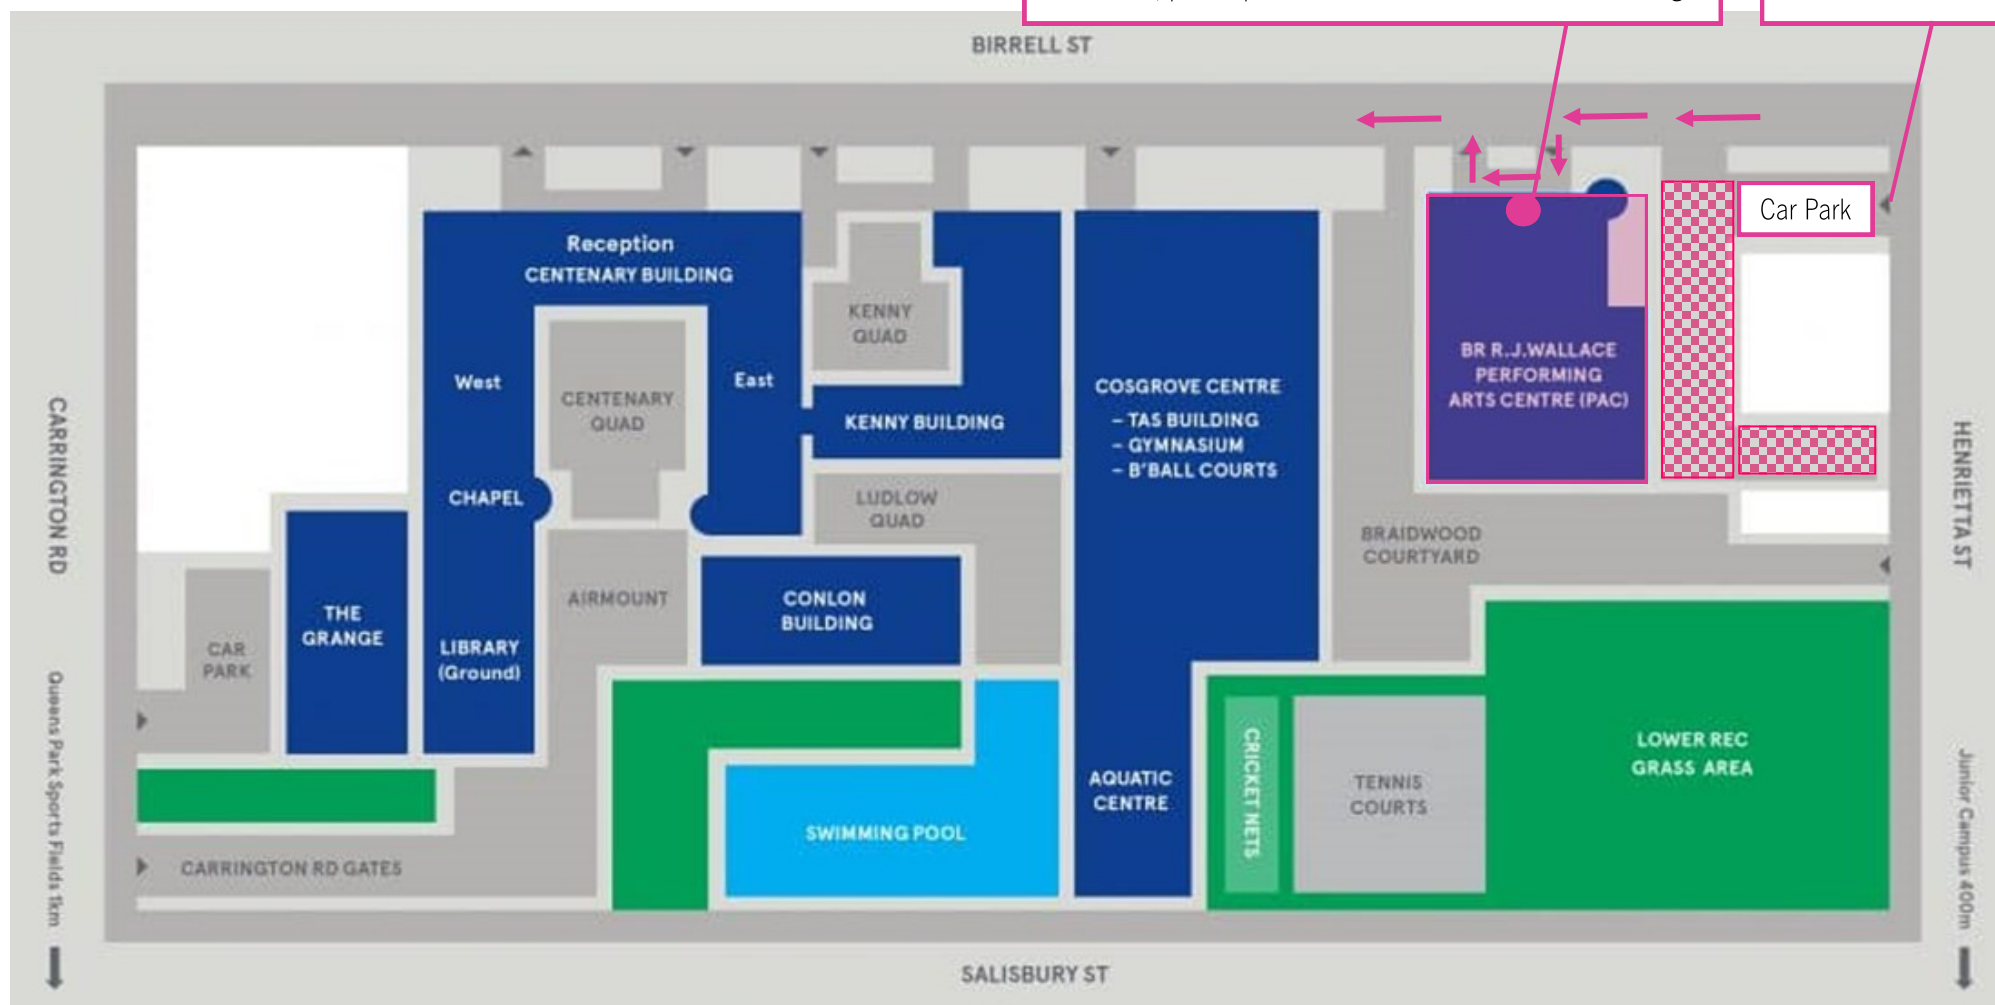 BIRRELL ST
Car Park
Reception
CENTENARY BUILDING
KENNY
QUAD
BR R.J.WALLACE
PERFORMING
ARTS CENTRE (PAC)
West
East
CENTENARY
QUAD
COSGROVE CENTRE
– TAS BUILDING
– GYMNASIUM
– B'BALL COURTS
KENNY BUILDING
CARRINGTON RD
HENRIETTA ST
CHAPEL
LUDLOW
QUAD
BRAIDWOOD
COURTYARD
AIRMOUNT
CONLON
BUILDING
THE
GRANGE
CAR
PARK
LIBRARY
(Ground)
Queens Park Sports Fields 1km
Junior Campus 400m
LOWER REC
GRASS AREA
CRICKET NETS
TENNIS
COURTS
AQUATIC
CENTRE
SWIMMING POOL
CARRINGTON RD GATES
SALISBURY ST